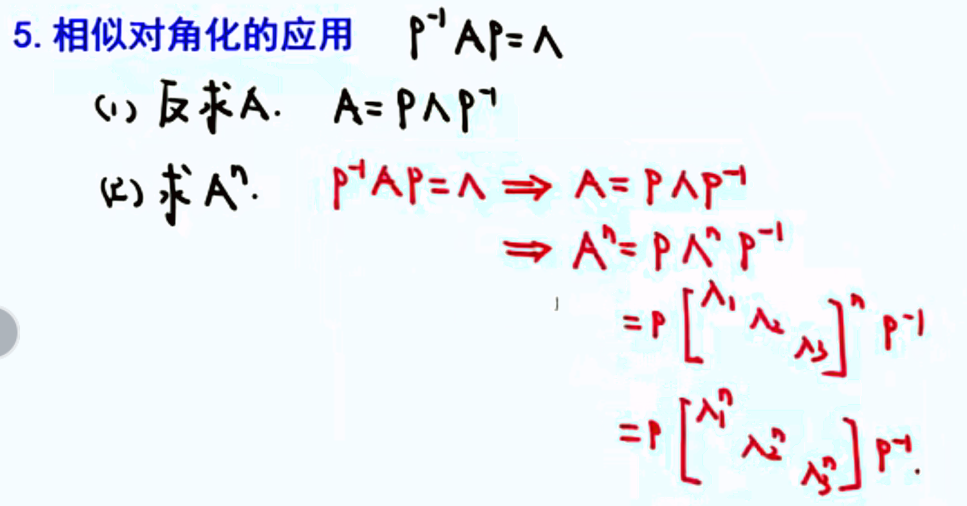 5. 相似对角化的应用 P⁻¹AP=Λ
(1) 反求A. A=PΛP⁻¹
(2) 求Aⁿ. P⁻¹AP=Λ ⇒ A=PΛP⁻¹
⇒ Aⁿ=PΛⁿP⁻¹
=P[λ₁ λ₂ λ₃]ⁿP⁻¹
=P[λ₁ⁿ λ₂ⁿ λ₃ⁿ]P⁻¹.